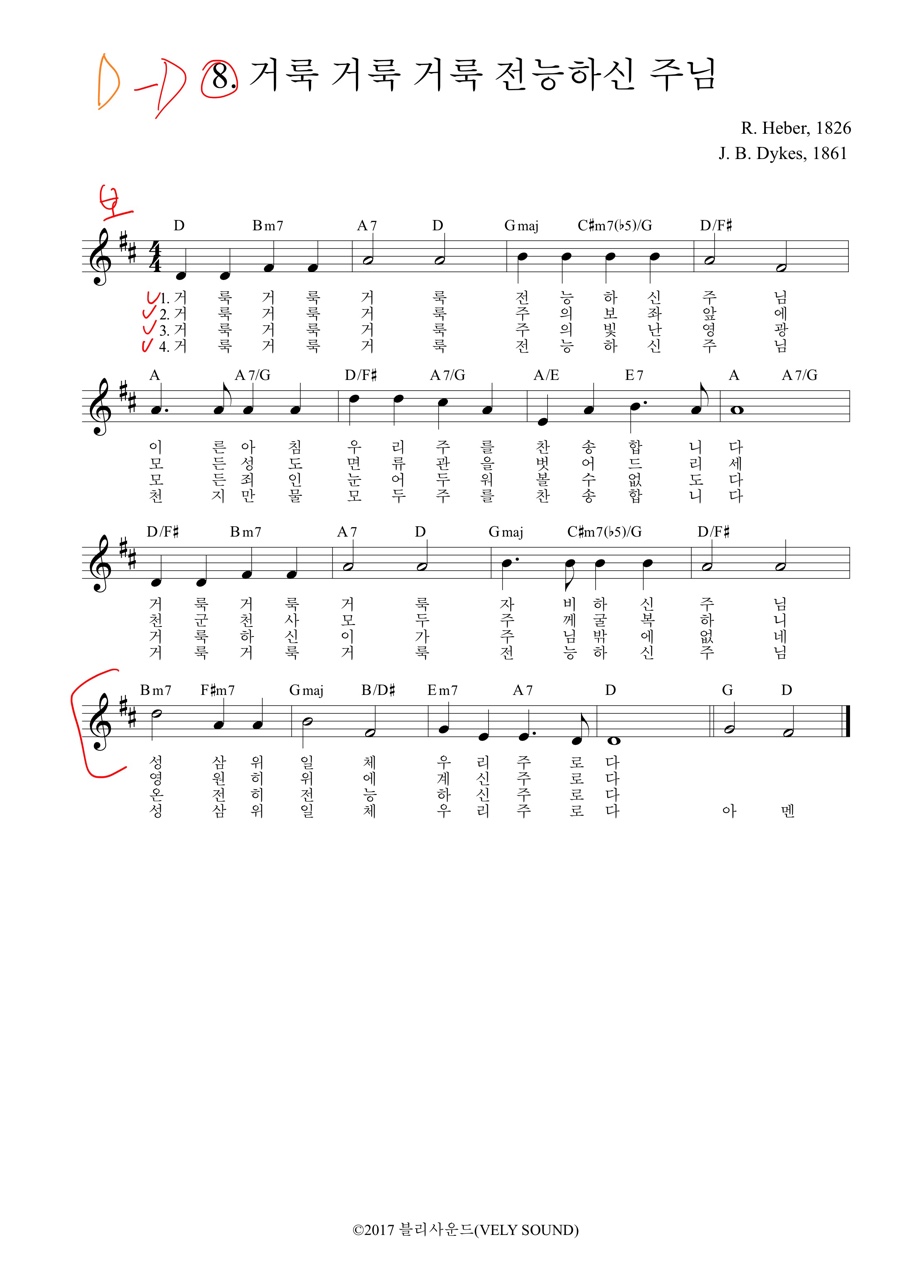 D-D 8. 거룩 거룩 거룩 전능하신 주님
R. Heber, 1826
J. B. Dykes, 1861
D Bm7 A7 D Gmaj C♯m7(♭5)/G D/F♯
1. 거 룩 거 룩 거 룩 전 능 하 신 주 님
2. 거 룩 거 룩 거 룩 주 의 보 좌 앞 에
3. 거 룩 거 룩 거 룩 주 의 빛 난 영 광
4. 거 룩 거 룩 거 룩 전 능 하 신 주 님
A A7/G D/F♯ A7/G A/E E7 A A7/G
이 른 아 침 우 리 주 를 찬 송 합 니 다
모 든 성 도 면 류 관 을 벗 어 드 리 세
모 든 죄 인 눈 어 두 워 볼 수 없 도 다
천 지 만 물 모 두 주 를 찬 송 합 니 다
D/F♯ Bm7 A7 D Gmaj C♯m7(♭5)/G D/F♯
거 룩 거 룩 거 룩 자 비 하 신 주 님
천 군 천 사 모 두 주 께 굴 복 하 니
거 룩 하 신 이 가 주 님 밖 에 없 네
거 룩 거 룩 거 룩 전 능 하 신 주 님
Bm7 F♯m7 Gmaj B/D♯ Em7 A7 D G D
성 삼 위 일 체 우 리 주 로 다
영 원 히 위 에 계 신 주 로 다
온 전 히 전 능 하 신 주 로 다
성 삼 위 일 체 우 리 주 로 다 아 멘
©2017 블리사운드(VELY SOUND)